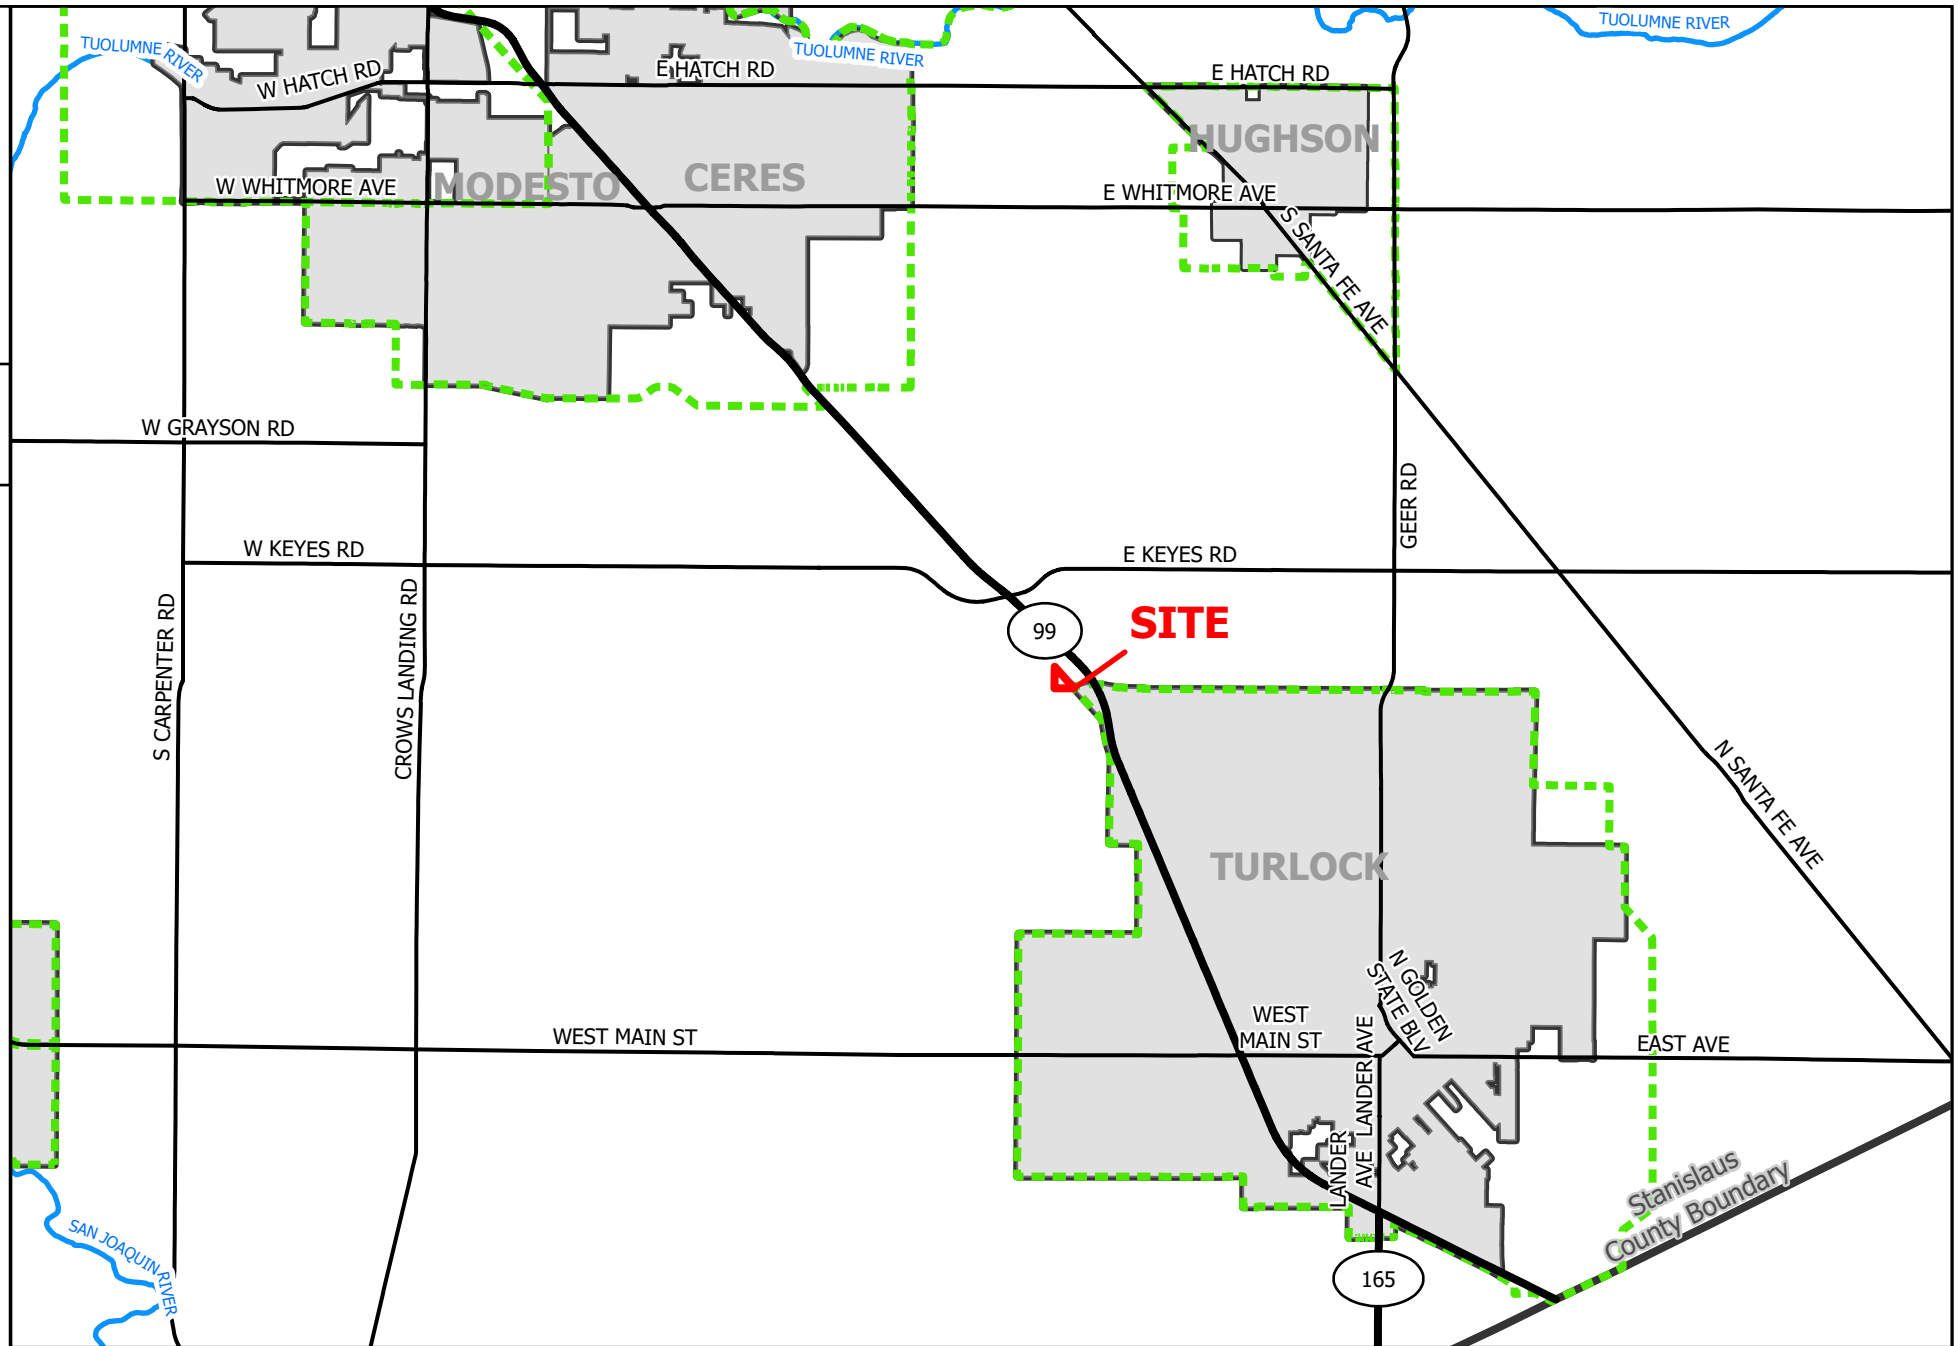 TUOLUMNE RIVER
TUOLUMNE
RIVER
TUOLUMNE RIVER
W HATCH RD
E HATCH RD
E HATCH RD
HUGHSON
CERES
MODESTO
W WHITMORE AVE
E WHITMORE AVE
S SANTA FE AVE
W GRAYSON RD
GEER RD
W KEYES RD
E KEYES RD
S CARPENTER RD
CROWS LANDING RD
99
SITE
N SANTA FE AVE
TURLOCK
N GOLDEN
STATE BLV
WEST MAIN ST
WEST
MAIN ST
EAST AVE
LANDER AVE
LANDER
AVE
Stanislaus
County Boundary
SAN JOAQUIN
RIVER
165